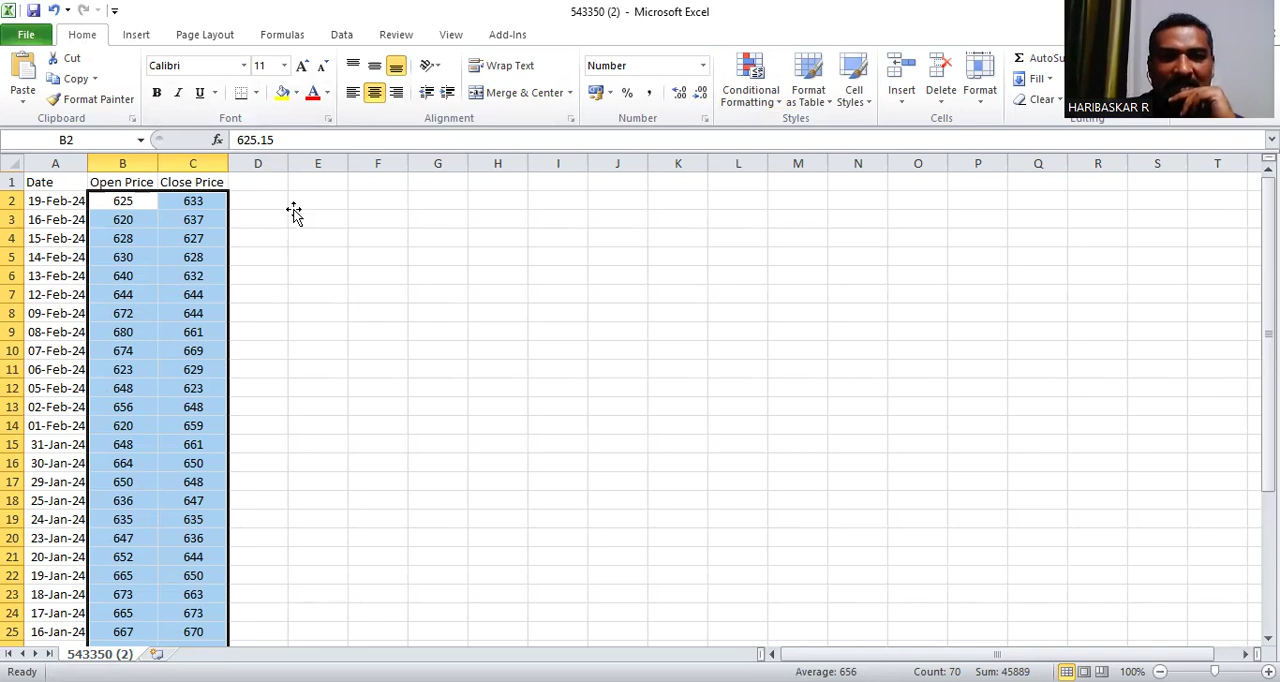 543350 (2) - Microsoft Excel
File Home Insert Page Layout Formulas Data Review View Add-Ins
Cut
Copy
Format Painter
Paste
Calibri 11
B I U A
Wrap Text
Merge & Center
Number
% ,
Conditional Formatting
Format as Table
Cell Styles
Insert
Delete
Format
Σ AutoSu
Fill
Clear
HARIBASKAR R
Clipboard Font Alignment Number Styles Cells Editing
B2 fx 625.15
A B C D E F G H I J K L M N O P Q R S T
1 Date Open Price Close Price
2 19-Feb-24 625 633
3 16-Feb-24 620 637
4 15-Feb-24 628 627
5 14-Feb-24 630 628
6 13-Feb-24 640 632
7 12-Feb-24 644 644
8 09-Feb-24 672 644
9 08-Feb-24 680 661
10 07-Feb-24 674 669
11 06-Feb-24 623 629
12 05-Feb-24 648 623
13 02-Feb-24 656 648
14 01-Feb-24 620 659
15 31-Jan-24 648 661
16 30-Jan-24 664 650
17 29-Jan-24 650 648
18 25-Jan-24 636 647
19 24-Jan-24 635 635
20 23-Jan-24 647 636
21 20-Jan-24 652 644
22 19-Jan-24 665 650
23 18-Jan-24 673 663
24 17-Jan-24 665 673
25 16-Jan-24 667 670
543350 (2)
Ready Average: 656 Count: 70 Sum: 45889 100%